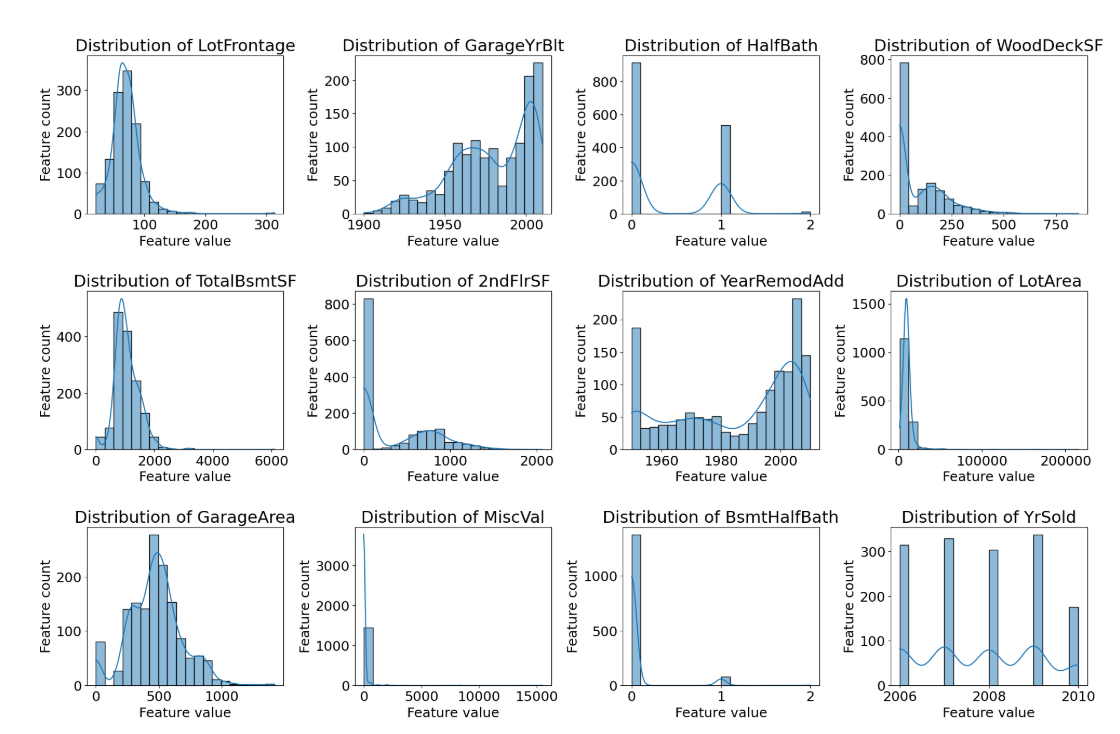 Distribution of LotFrontage
Feature count
300
200
100
0
100
200
300
Feature value
Distribution of GarageYrBlt
Feature count
200
150
100
50
0
1900
1950
2000
Feature value
Distribution of HalfBath
Feature count
800
600
400
200
0
0
1
2
Feature value
Distribution of WoodDeckSF
Feature count
800
600
400
200
0
0
250
500
750
Feature value
Distribution of TotalBsmtSF
Feature count
400
200
0
0
2000
4000
6000
Feature value
Distribution of 2ndFlrSF
Feature count
800
600
400
200
0
0
1000
2000
Feature value
Distribution of YearRemodAdd
Feature count
200
150
100
50
0
1960
1980
2000
Feature value
Distribution of LotArea
Feature count
1500
1000
500
0
0
100000
200000
Feature value
Distribution of GarageArea
Feature count
200
100
0
0
500
1000
Feature value
Distribution of MiscVal
Feature count
3000
2000
1000
0
0
5000
10000
15000
Feature value
Distribution of BsmtHalfBath
Feature count
1000
500
0
0
1
2
Feature value
Distribution of YrSold
Feature count
300
200
100
0
2006
2008
2010
Feature value